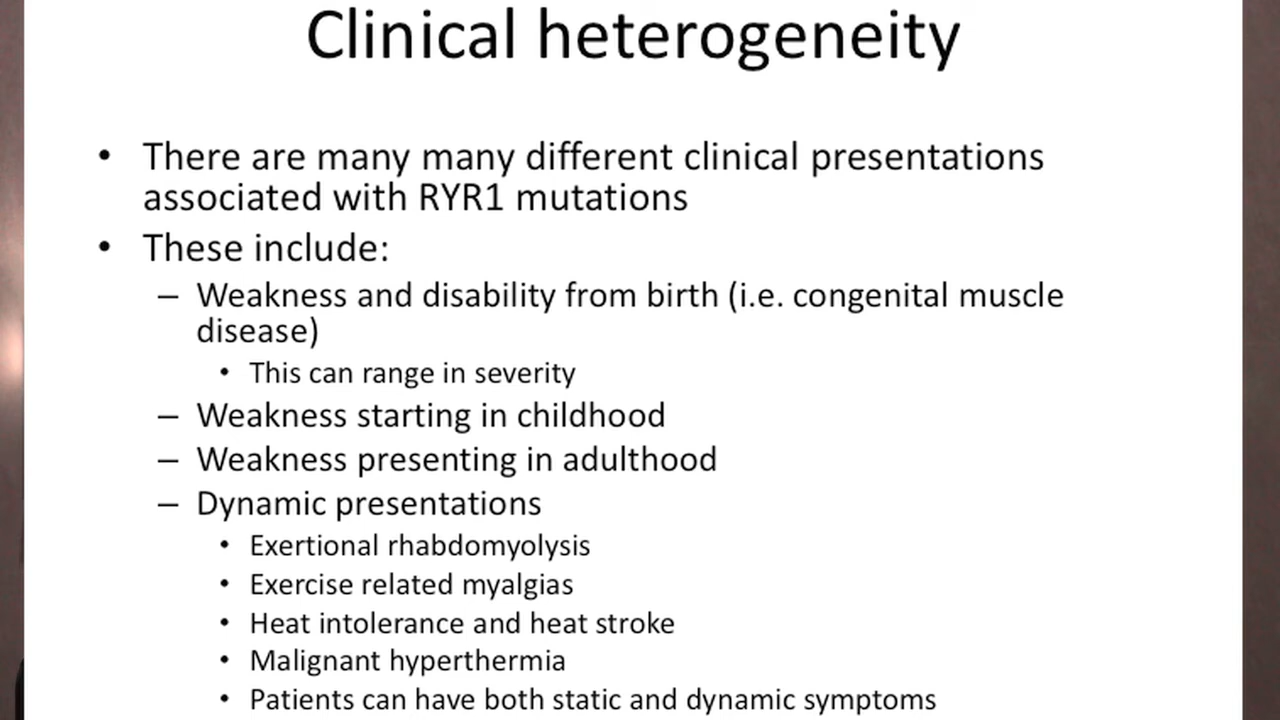 Clinical heterogeneity
• There are many many different clinical presentations
associated with RYR1 mutations
• These include:
– Weakness and disability from birth (i.e. congenital muscle
disease)
• This can range in severity
– Weakness starting in childhood
– Weakness presenting in adulthood
– Dynamic presentations
• Exertional rhabdomyolysis
• Exercise related myalgias
• Heat intolerance and heat stroke
• Malignant hyperthermia
• Patients can have both static and dynamic symptoms